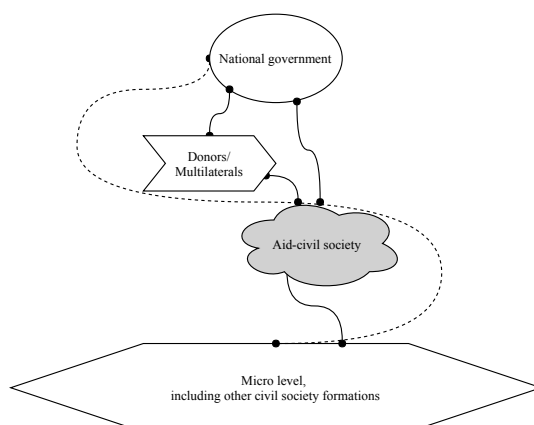 National government
Donors/
Multilaterals
Aid-civil society
Micro level,
including other civil society formations